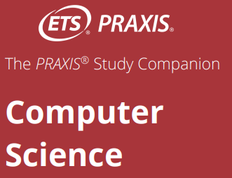 ETS® PRAXIS®
The PRAXIS® Study Companion
Computer
Science